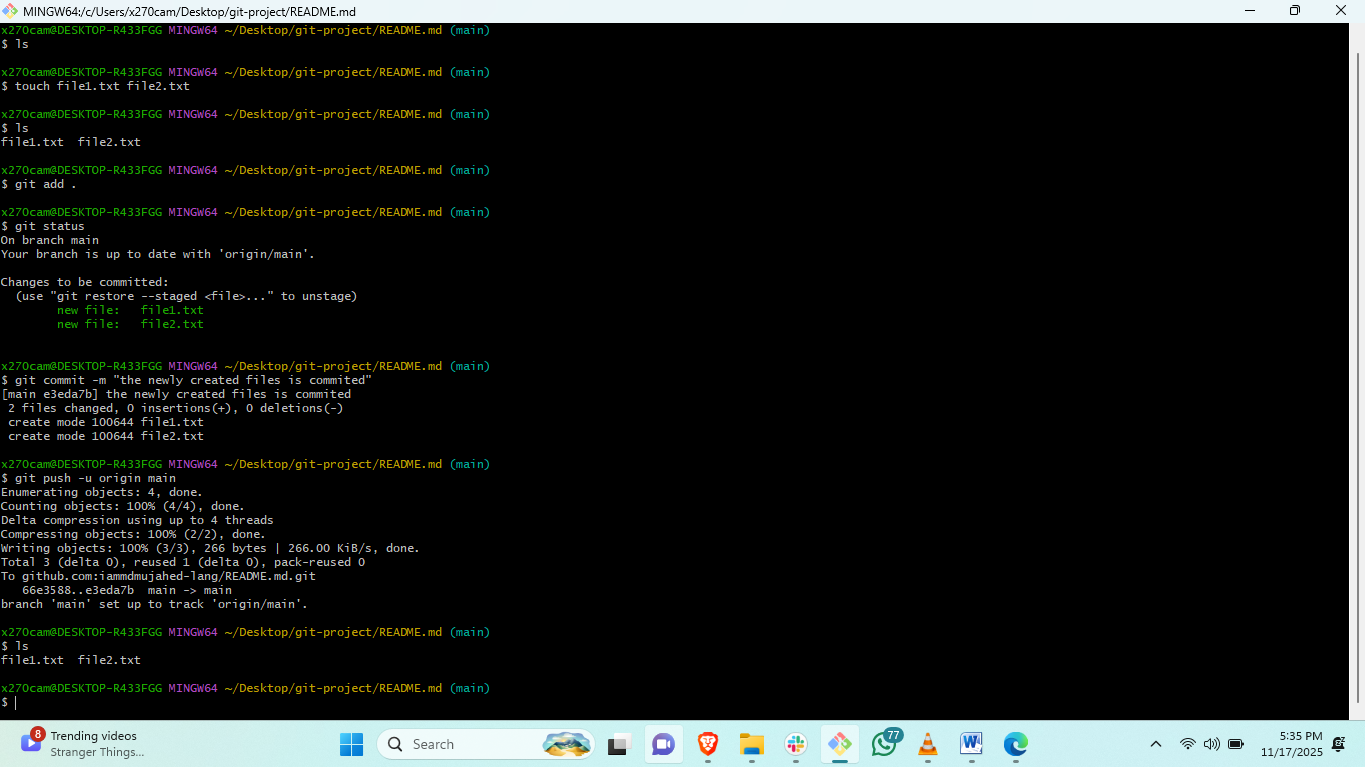 MINGW64:/c/Users/x270cam/Desktop/git-project/README.md
x270cam@DESKTOP-R433FGG MINGW64 ~/Desktop/git-project/README.md (main)
$ ls
x270cam@DESKTOP-R433FGG MINGW64 ~/Desktop/git-project/README.md (main)
$ touch file1.txt file2.txt
x270cam@DESKTOP-R433FGG MINGW64 ~/Desktop/git-project/README.md (main)
$ ls
file1.txt  file2.txt
x270cam@DESKTOP-R433FGG MINGW64 ~/Desktop/git-project/README.md (main)
$ git add .
x270cam@DESKTOP-R433FGG MINGW64 ~/Desktop/git-project/README.md (main)
$ git status
On branch main
Your branch is up to date with 'origin/main'.
Changes to be committed:
  (use "git restore --staged <file>..." to unstage)
        new file:   file1.txt
        new file:   file2.txt
x270cam@DESKTOP-R433FGG MINGW64 ~/Desktop/git-project/README.md (main)
$ git commit -m "the newly created files is commited"
[main e3eda7b] the newly created files is commited
 2 files changed, 0 insertions(+), 0 deletions(-)
 create mode 100644 file1.txt
 create mode 100644 file2.txt
x270cam@DESKTOP-R433FGG MINGW64 ~/Desktop/git-project/README.md (main)
$ git push -u origin main
Enumerating objects: 4, done.
Counting objects: 100% (4/4), done.
Delta compression using up to 4 threads
Compressing objects: 100% (2/2), done.
Writing objects: 100% (3/3), 266 bytes | 266.00 KiB/s, done.
Total 3 (delta 0), reused 1 (delta 0), pack-reused 0
To github.com:iammdmujahed-lang/README.md.git
   66e3588..e3eda7b  main -> main
branch 'main' set up to track 'origin/main'.
x270cam@DESKTOP-R433FGG MINGW64 ~/Desktop/git-project/README.md (main)
$ ls
file1.txt  file2.txt
x270cam@DESKTOP-R433FGG MINGW64 ~/Desktop/git-project/README.md (main)
$
8
Trending videos
Stranger Things...
Search
77
5:35 PM
11/17/2025